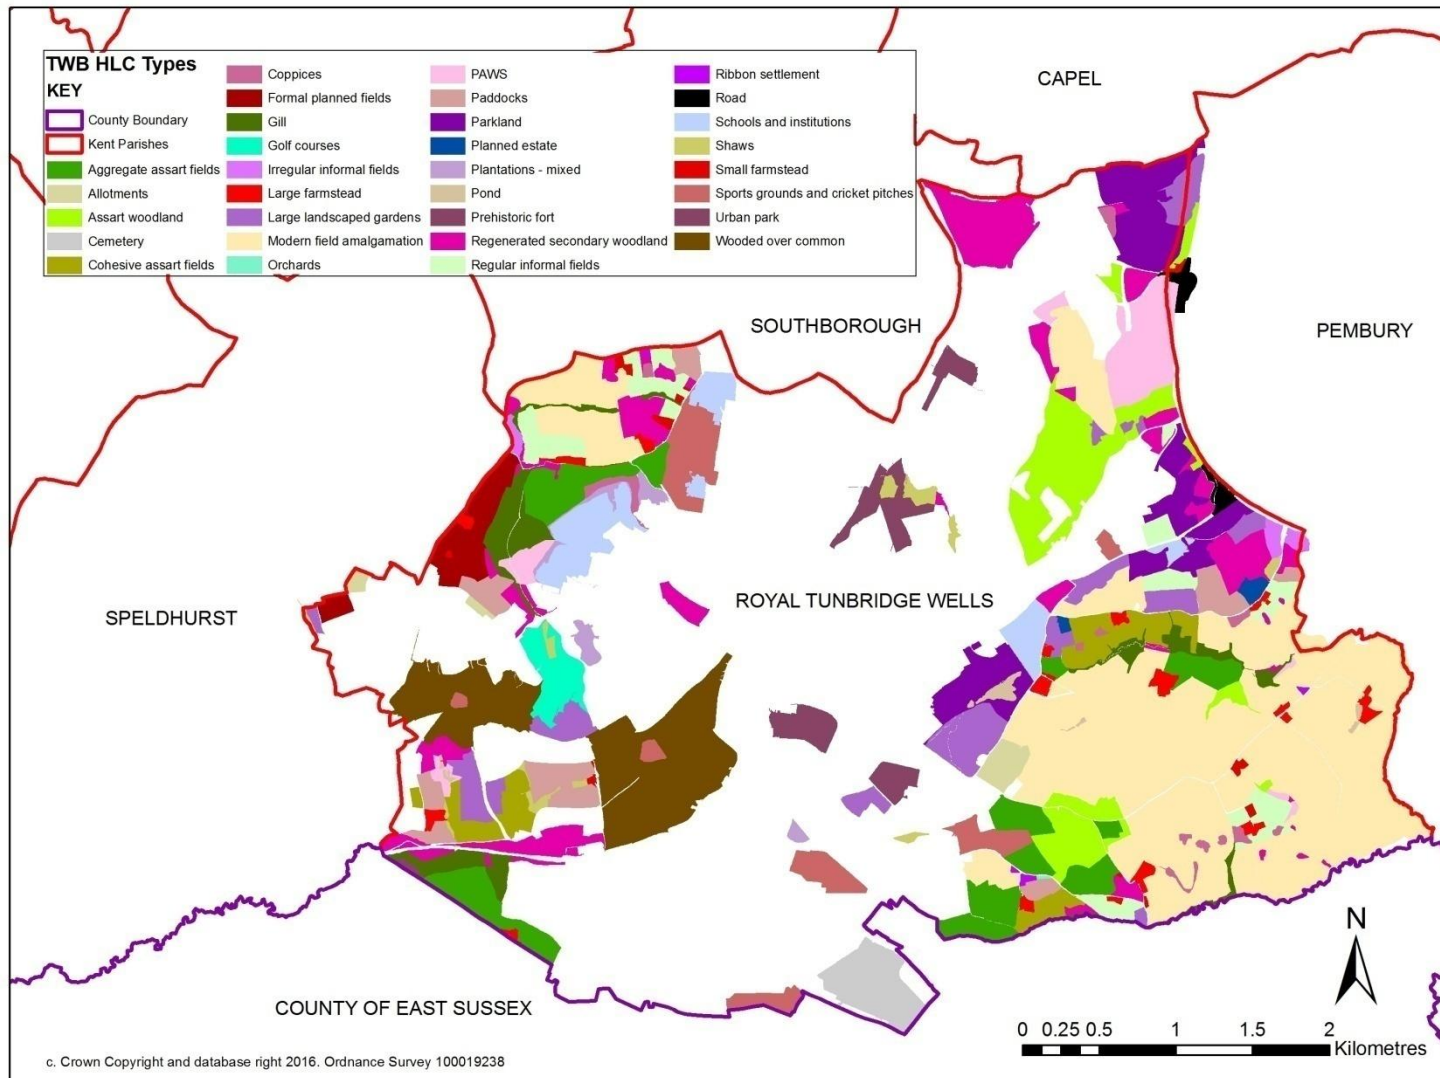 TWB HLC Types
KEY
County Boundary
Kent Parishes
Aggregate assart fields
Allotments
Assart woodland
Cemetery
Cohesive assart fields
Coppices
Formal planned fields
Gill
Golf courses
Irregular informal fields
Large farmstead
Large landscaped gardens
Modern field amalgamation
Orchards
PAWS
Paddocks
Parkland
Planned estate
Plantations - mixed
Pond
Prehistoric fort
Regenerated secondary woodland
Regular informal fields
Ribbon settlement
Road
Schools and institutions
Shaws
Small farmstead
Sports grounds and cricket pitches
Urban park
Wooded over common
CAPEL
SOUTHBOROUGH
PEMBURY
SPELDHURST
ROYAL TUNBRIDGE WELLS
COUNTY OF EAST SUSSEX
N
0 0.25 0.5 1 1.5 2
Kilometres
c. Crown Copyright and database right 2016. Ordnance Survey 100019238